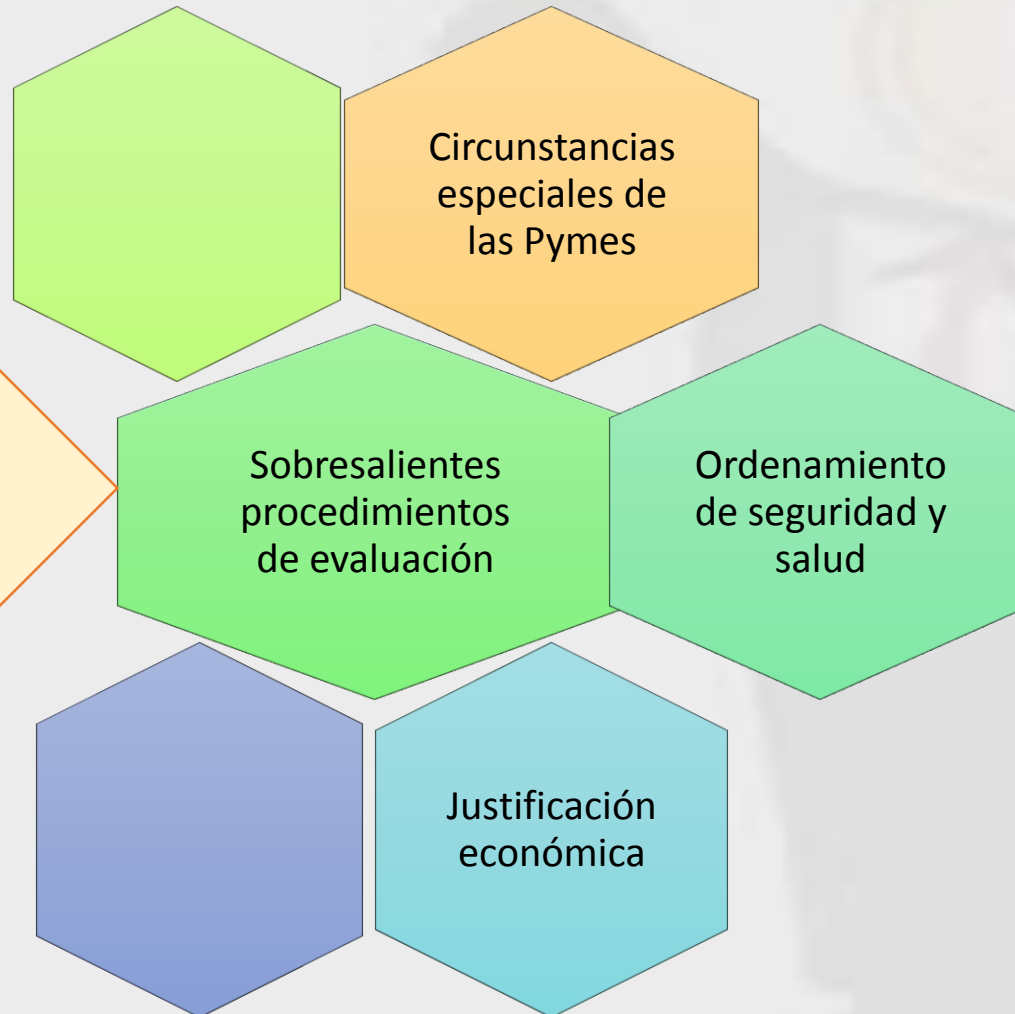 Circunstancias
especiales de
las Pymes
Sobresalientes
procedimientos
de evaluación
Ordenamiento
de seguridad y
salud
Justificación
económica